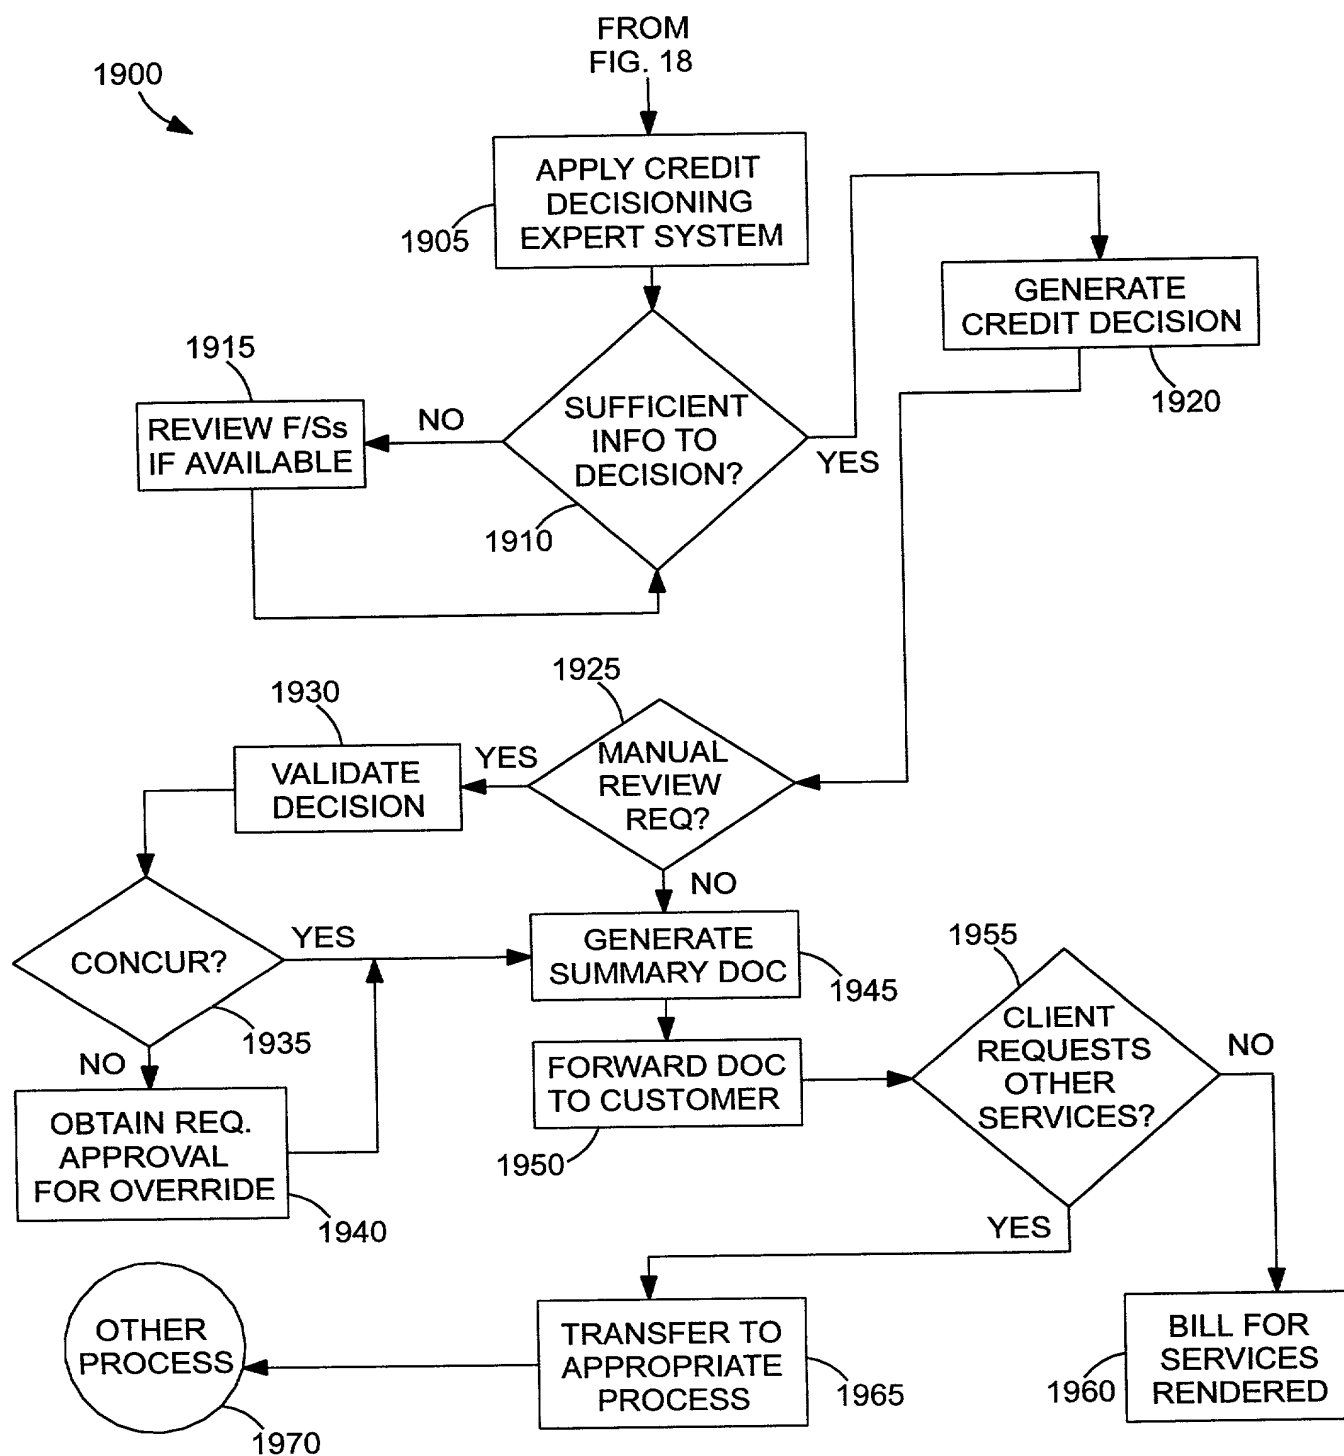 FROM
FIG. 18
1900
APPLY CREDIT
DECISIONING
EXPERT SYSTEM
1905
GENERATE
CREDIT DECISION
1920
1915
REVIEW F/Ss
IF AVAILABLE
NO
SUFFICIENT
INFO TO
DECISION?
YES
1910
1925
1930
VALIDATE
DECISION
YES
MANUAL
REVIEW
REQ?
NO
CONCUR?
YES
1935
NO
GENERATE
SUMMARY DOC
1945
1955
CLIENT
REQUESTS
OTHER
SERVICES?
NO
FORWARD DOC
TO CUSTOMER
1950
OBTAIN REQ.
APPROVAL
FOR OVERRIDE
1940
YES
OTHER
PROCESS
1970
TRANSFER TO
APPROPRIATE
PROCESS
1965
BILL FOR
SERVICES
RENDERED
1960